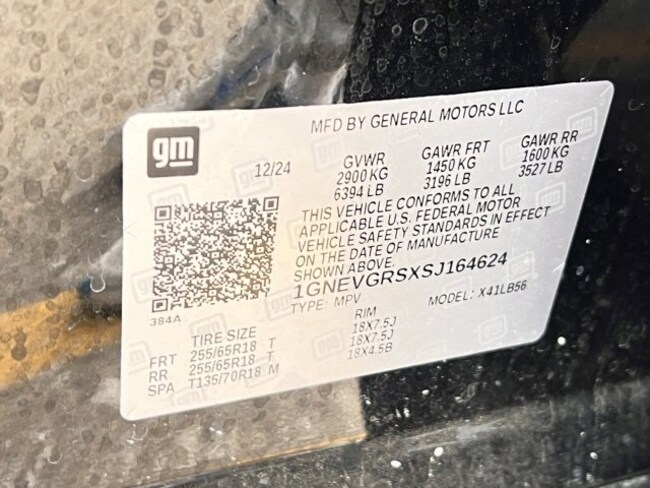 MFD BY GENERAL MOTORS LLC
gm
12/24
GVWR GAWR FRT GAWR RR
2900 KG 1450 KG 1600 KG
6394 LB 3196 LB 3527 LB
THIS VEHICLE CONFORMS TO ALL
APPLICABLE U.S. FEDERAL MOTOR
VEHICLE SAFETY STANDARDS IN EFFECT
ON THE DATE OF MANUFACTURE
SHOWN ABOVE.
1GNEVGRSXSJ164624
TYPE: MPV MODEL: X41LB56
384A
TIRE SIZE RIM
FRT 255/65R18 T 18X7.5J
RR 255/65R18 T 18X7.5J
SPA T135/70R18 M 18X4.5B